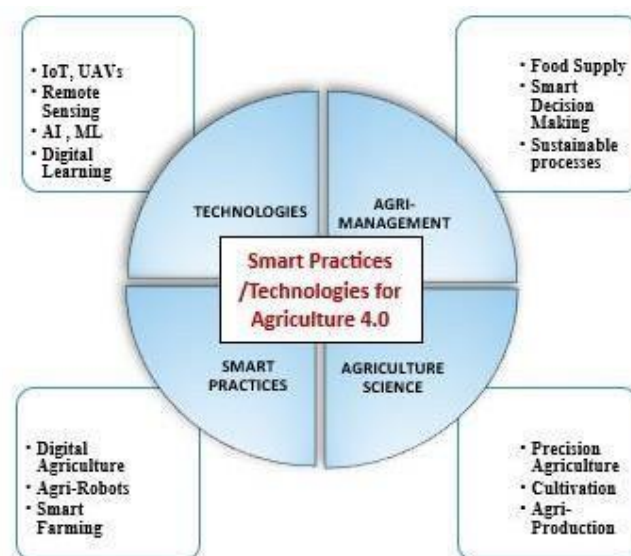 • IoT, UAVs
• Remote
Sensing
• AI , ML
• Digital
Learning
• Food Supply
• Smart
Decision
Making
• Sustainable
processes
TECHNOLOGIES
AGRI-
MANAGEMENT
Smart Practices
/Technologies for
Agriculture 4.0
SMART
PRACTICES
AGRICULTURE
SCIENCE
• Digital
Agriculture
• Agri-Robots
• Smart
Farming
• Precision
Agriculture
• Cultivation
• Agri-
Production